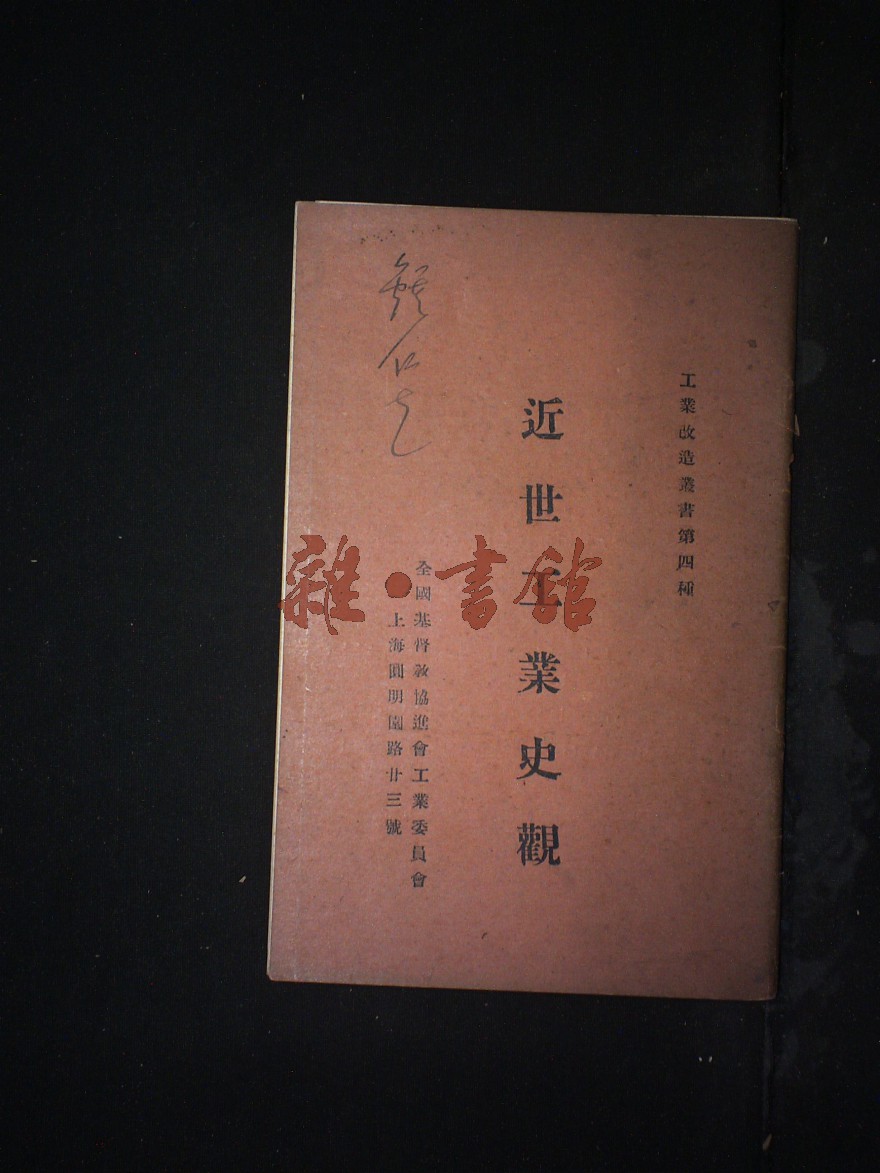 工業改造叢書第四種
近世工業史觀
全國基督敎協進會工業委員會
上海圓明園路廿三號
雜·書館